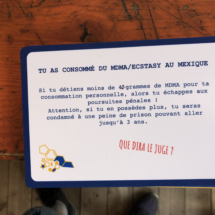 TU AS CONSOMMÉ DU MDMA/ECSTASY AU MEXIQUE
Si tu détiens moins de grammes de MDMA pour ta
consommation personnelle, alors tu échappes aux
poursuites pénales !
Attention, si tu en possèdes plus, tu seras
condamné à une peine de prison pouvant aller
jusqu'à 3 ans.
QUE DIRA LE JUGE ?